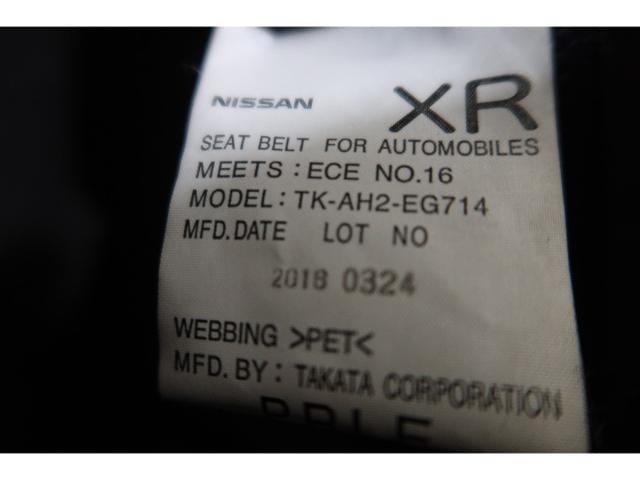 NISSAN XR
SEAT BELT FOR AUTOMOBILES
MEETS : ECE NO.16
MODEL: TK-AH2-EG714
MFD.DATE LOT NO
2018 0324
WEBBING >PET<
MFD. BY: TAKATA CORPORATION